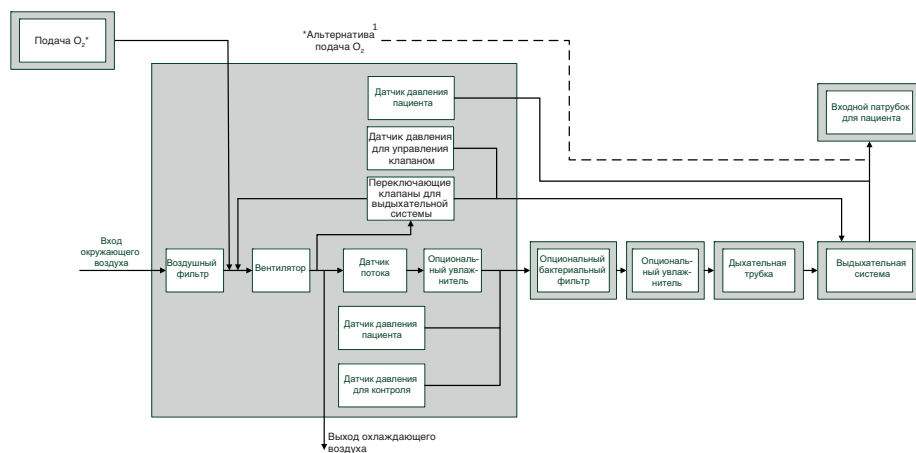 Подача O₂*
*Альтернатива¹
подача O₂
Датчик давления
пациента
Входной патрубок
для пациента
Датчик давления
для управления
клапаном
Переключающие
клапаны для
выдыхательной
системы
Вход
окружающего
воздуха
Воздушный
фильтр
Вентилятор
Датчик
потока
Опциональ-
ный увлаж-
нитель
Опциональный
бактериальный
фильтр
Опциональ-
ный увлаж-
нитель
Дыхательная
трубка
Выдыхательная
система
Датчик давления
пациента
Датчик давления
для контроля
Выход охлаждающего
воздуха